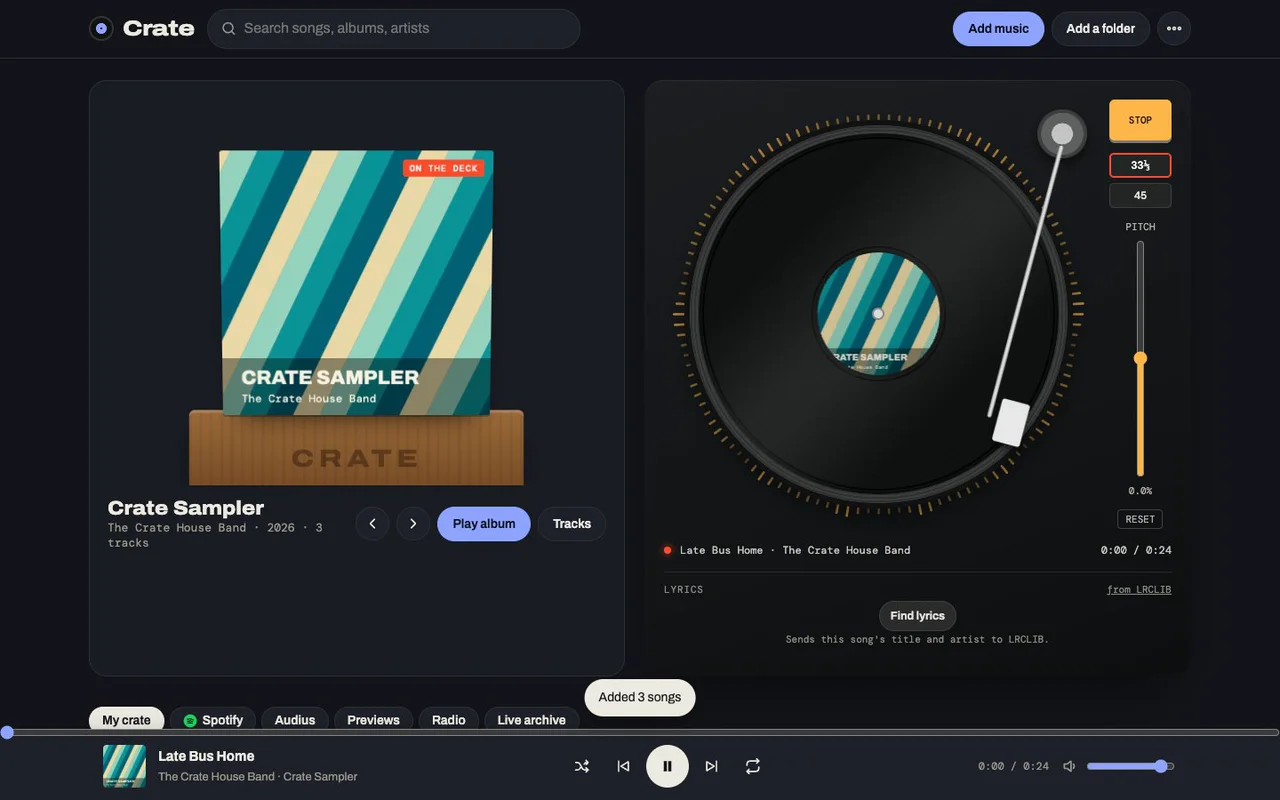 Crate
Search songs, albums, artists
Add music
Add a folder
ON THE DECK
CRATE SAMPLER
The Crate House Band
CRATE
Crate Sampler
The Crate House Band · 2026 · 3
tracks
Play album
Tracks
RATE SAMPLER
STOP
33⅓
45
PITCH
0.0%
RESET
Late Bus Home · The Crate House Band
0:00 / 0:24
LYRICS
from LRCLIB
Find lyrics
Sends this song's title and artist to LRCLIB.
Added 3 songs
My crate
Spotify
Audius
Previews
Radio
Live archive
Late Bus Home
The Crate House Band · Crate Sampler
0:00 / 0:24